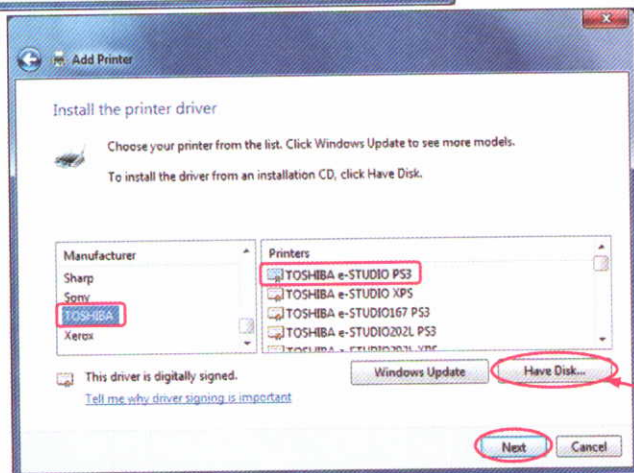 Add Printer
Install the printer driver
Choose your printer from the list. Click Windows Update to see more models.
To install the driver from an installation CD, click Have Disk.
Manufacturer
Sharp
Sony
TOSHIBA
Xerox
Printers
TOSHIBA e-STUDIO PS3
TOSHIBA e-STUDIO XPS
TOSHIBA e-STUDIO167 PS3
TOSHIBA e-STUDIO202L PS3
TOSHIBA e-STUDIO202L XPS
This driver is digitally signed.
Tell me why driver signing is important
Windows Update
Have Disk...
Next
Cancel